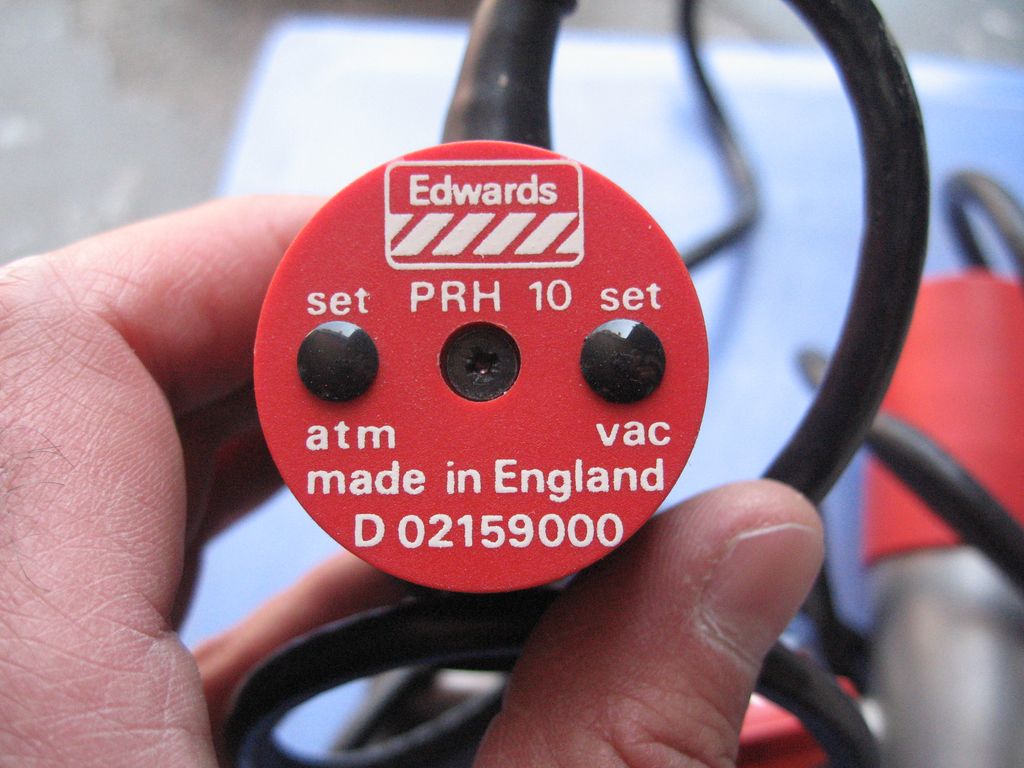 Edwards
set PRH 10 set
atm vac
made in England
D 02159000